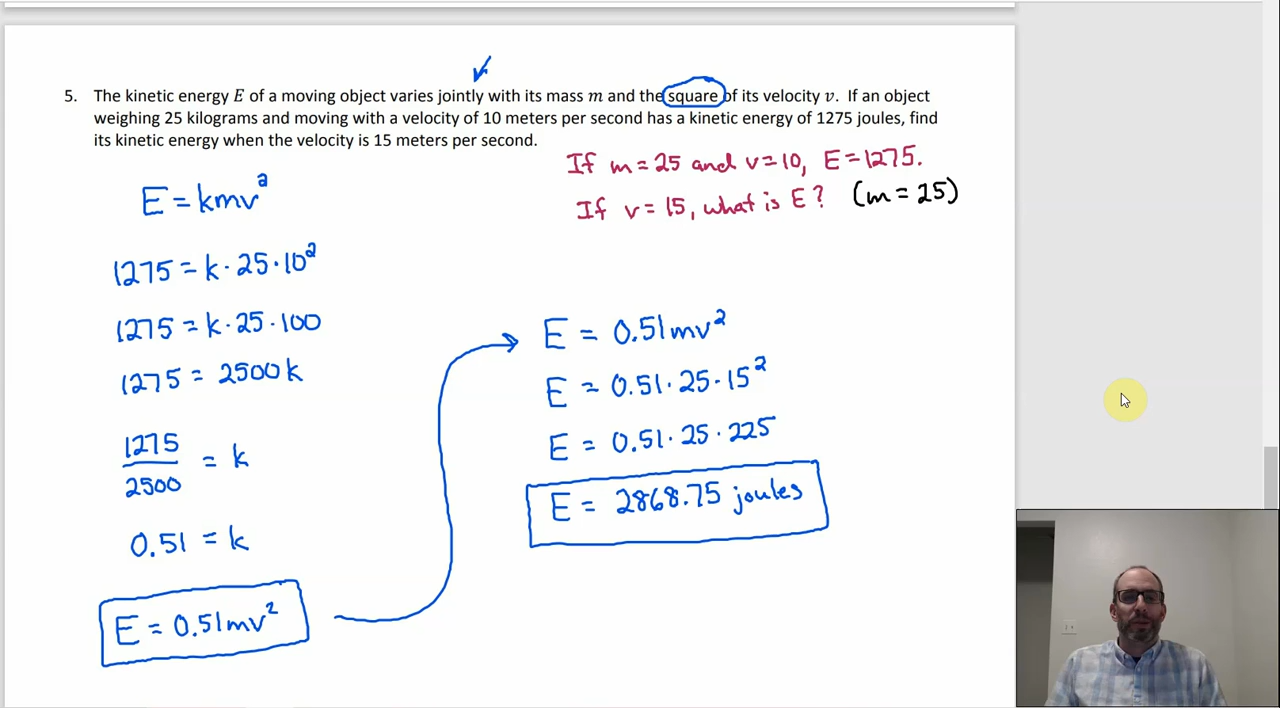 5. The kinetic energy E of a moving object varies jointly with its mass m and the square of its velocity v. If an object
weighing 25 kilograms and moving with a velocity of 10 meters per second has a kinetic energy of 1275 joules, find
its kinetic energy when the velocity is 15 meters per second.
If m = 25 and v = 10, E = 1275.
If v = 15, what is E? (m = 25)
E = kmv²
1275 = k · 25 · 10²
1275 = k · 25 · 100
1275 = 2500 k
1275/2500 = k
0.51 = k
E = 0.51mv²
E = 0.51mv²
E = 0.51 · 25 · 15²
E = 0.51 · 25 · 225
E = 2868.75 joules